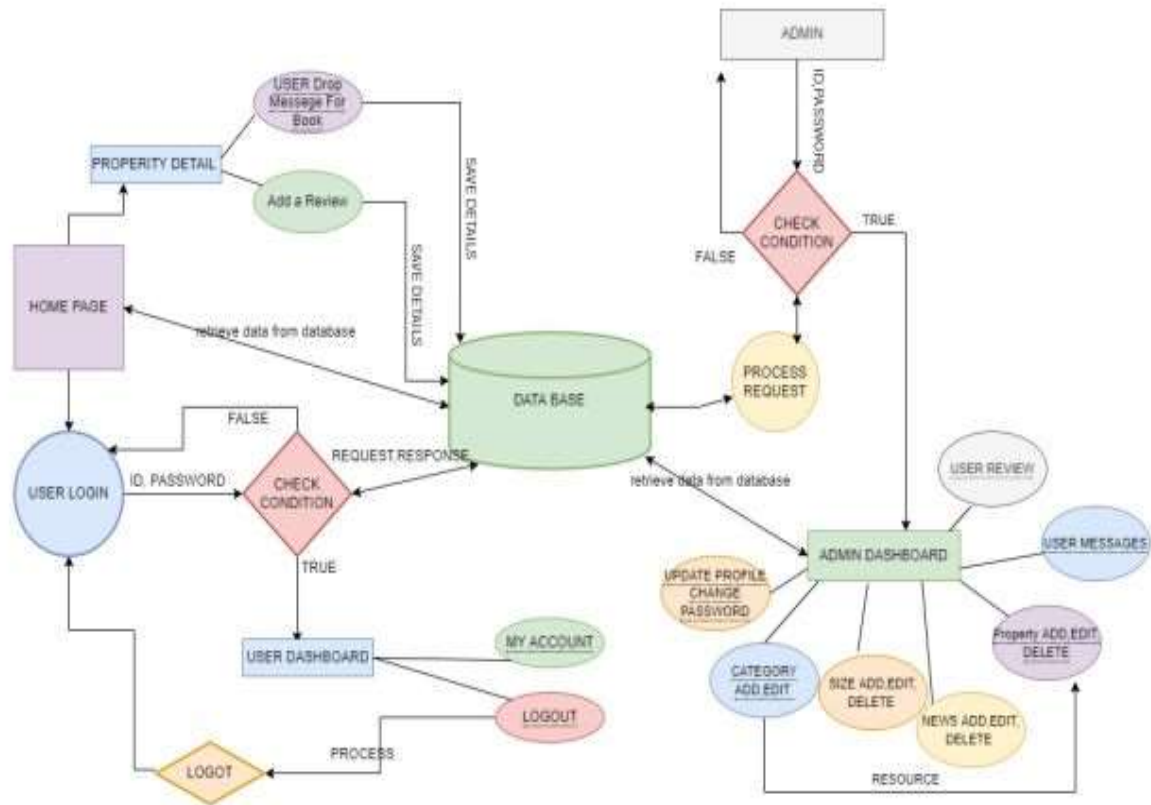 ADMIN
ID,PASSWORD
USER Drop
Message For
Book
PROPERITY DETAIL
Add a Review
SAVE DETAILS
SAVE DETAILS
CHECK
CONDITION
TRUE
FALSE
HOME PAGE
retrieve data from database
DATA BASE
PROCESS
REQUEST
FALSE
REQUEST,RESPONSE
USER LOGIN
ID, PASSWORD
CHECK
CONDITION
TRUE
retrieve data from database
USER REVIEW
ADMIN DASHBOARD
USER MESSAGES
UPDATE PROFILE
CHANGE
PASSWORD
Property ADD,EDIT,
DELETE
CATEGORY
ADD,EDIT
SIZE ADD,EDIT,
DELETE
NEWS ADD,EDIT,
DELETE
RESOURCE
USER DASHBOARD
MY ACCOUNT
LOGOUT
PROCESS
LOGOT